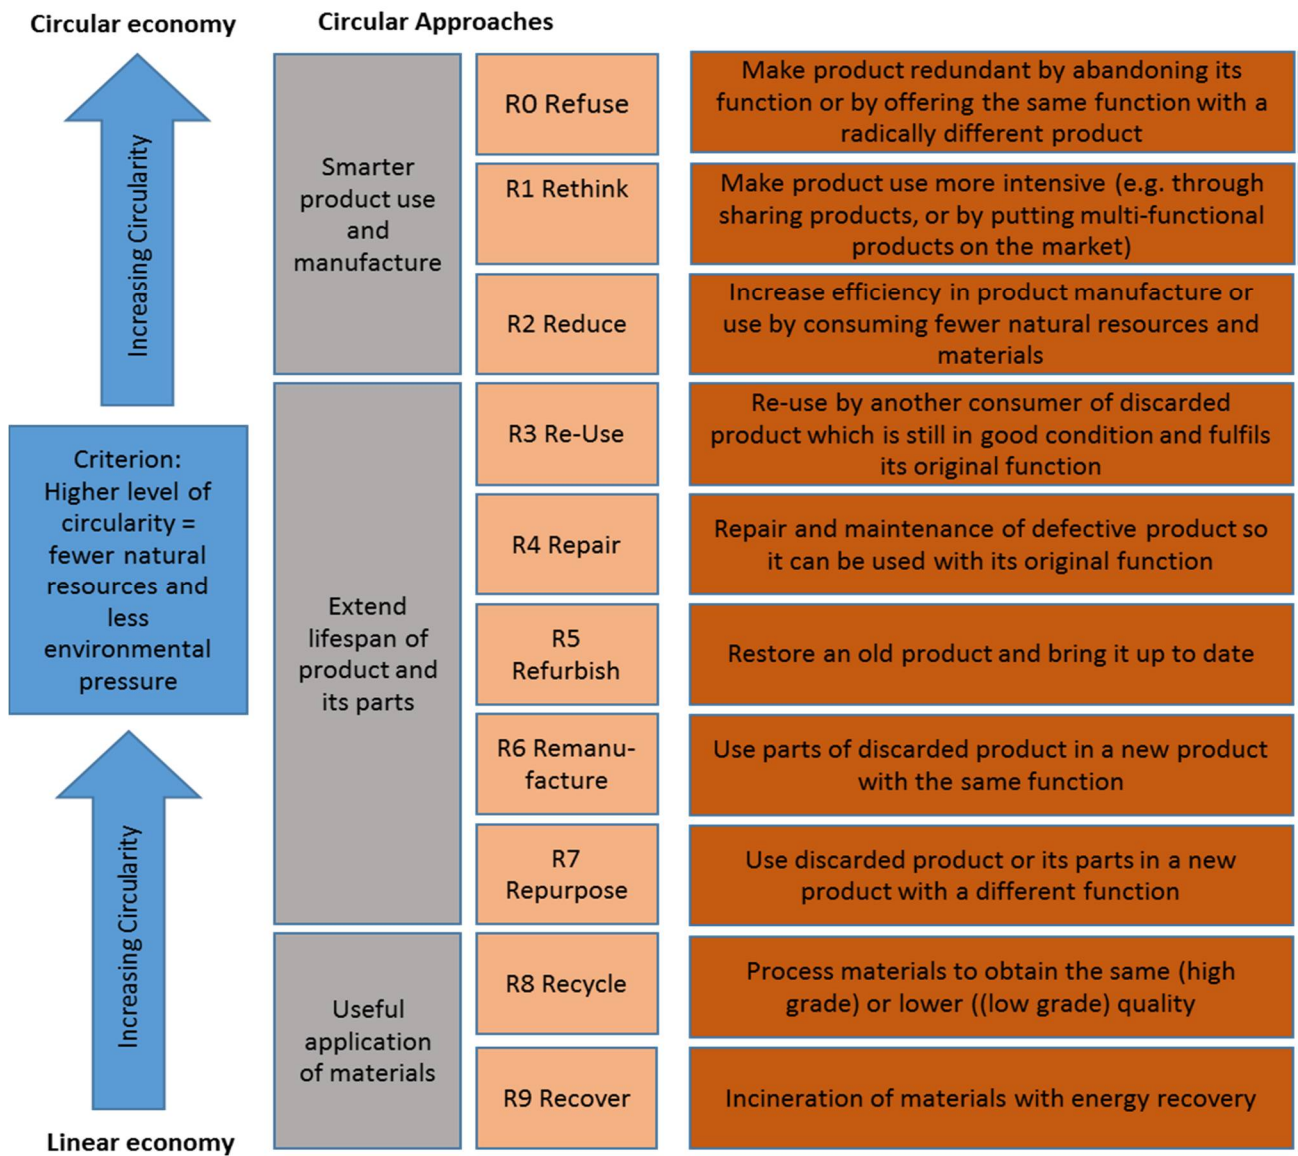 Circular economy
Circular Approaches
Increasing Circularity
Criterion:
Higher level of
circularity =
fewer natural
resources and
less
environmental
pressure
Increasing Circularity
Linear economy
Smarter
product use
and
manufacture
R0 Refuse
Make product redundant by abandoning its
function or by offering the same function with a
radically different product
R1 Rethink
Make product use more intensive (e.g. through
sharing products, or by putting multi-functional
products on the market)
R2 Reduce
Increase efficiency in product manufacture or
use by consuming fewer natural resources and
materials
Extend
lifespan of
product and
its parts
R3 Re-Use
Re-use by another consumer of discarded
product which is still in good condition and fulfils
its original function
R4 Repair
Repair and maintenance of defective product so
it can be used with its original function
R5
Refurbish
Restore an old product and bring it up to date
R6 Remanu-
facture
Use parts of discarded product in a new product
with the same function
R7
Repurpose
Use discarded product or its parts in a new
product with a different function
Useful
application
of materials
R8 Recycle
Process materials to obtain the same (high
grade) or lower ((low grade) quality
R9 Recover
Incineration of materials with energy recovery